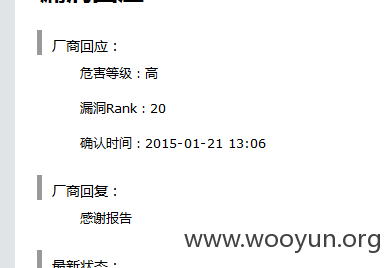 厂商回应：
危害等级：高
漏洞Rank：20
确认时间：2015-01-21 13:06
厂商回复：
感谢报告
www.wooyun.org
最新状态：